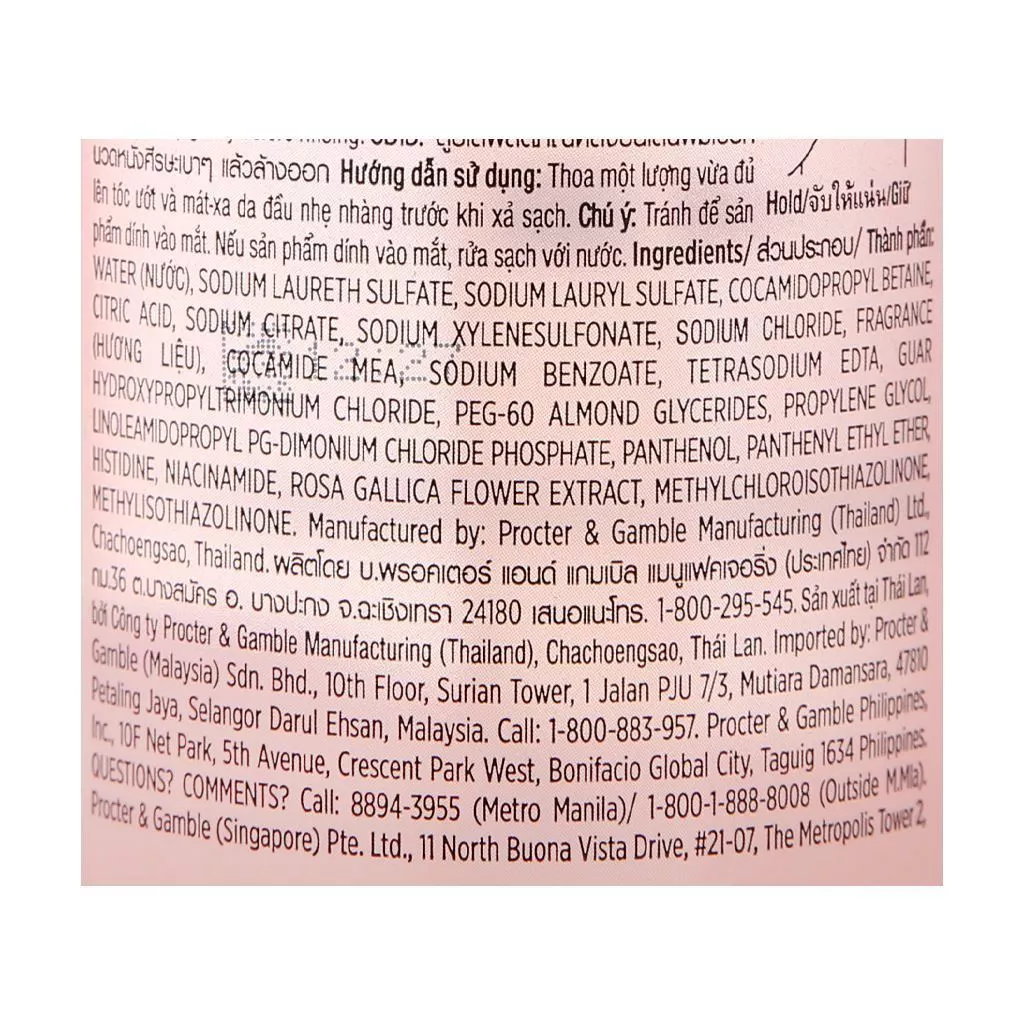 นวดหนังศีรษะเบาๆ แล้วล้างออก Hướng dẫn sử dụng: Thoa một lượng vừa đủ
lên tóc ướt và mát-xa da đầu nhẹ nhàng trước khi xả sạch. Chú ý: Tránh để sản
Hold/จับให้แน่น/Giữ
phẩm dính vào mắt. Nếu sản phẩm dính vào mắt, rửa sạch với nước. Ingredients/ ส่วนประกอบ/ Thành phần:
WATER (NƯỚC), SODIUM LAURETH SULFATE, SODIUM LAURYL SULFATE, COCAMIDOPROPYL BETAINE,
CITRIC ACID, SODIUM CITRATE, SODIUM XYLENESULFONATE, SODIUM CHLORIDE, FRAGRANCE
(HƯƠNG LIỆU), COCAMIDE MEA, SODIUM BENZOATE, TETRASODIUM EDTA, GUAR
HYDROXYPROPYLTRIMONIUM CHLORIDE, PEG-60 ALMOND GLYCERIDES, PROPYLENE GLYCOL,
LINOLEAMIDOPROPYL PG-DIMONIUM CHLORIDE PHOSPHATE, PANTHENOL, PANTHENYL ETHYL ETHER,
HISTIDINE, NIACINAMIDE, ROSA GALLICA FLOWER EXTRACT, METHYLCHLOROISOTHIAZOLINONE,
METHYLISOTHIAZOLINONE. Manufactured by: Procter & Gamble Manufacturing (Thailand) Ltd.,
Chachoengsao, Thailand. ผลิตโดย บ.พรอคเตอร์ แอนด์ แกมเบิล แมนูแฟคเจอริ่ง (ประเทศไทย) จำกัด 112
กม.36 ต.บางสมัคร อ. บางปะกง จ.ฉะเชิงเทรา 24180 เสนอแนะโทร. 1-800-295-545. Sản xuất tại Thái Lan,
bởi Công ty Procter & Gamble Manufacturing (Thailand), Chachoengsao, Thái Lan. Imported by: Procter &
Gamble (Malaysia) Sdn. Bhd., 10th Floor, Surian Tower, 1 Jalan PJU 7/3, Mutiara Damansara, 47810
Petaling Jaya, Selangor Darul Ehsan, Malaysia. Call: 1-800-883-957. Procter & Gamble Philippines,
Inc., 10F Net Park, 5th Avenue, Crescent Park West, Bonifacio Global City, Taguig 1634 Philippines.
QUESTIONS? COMMENTS? Call: 8894-3955 (Metro Manila)/ 1-800-1-888-8008 (Outside M.Mla).
Procter & Gamble (Singapore) Pte. Ltd., 11 North Buona Vista Drive, #21-07, The Metropolis Tower 2,